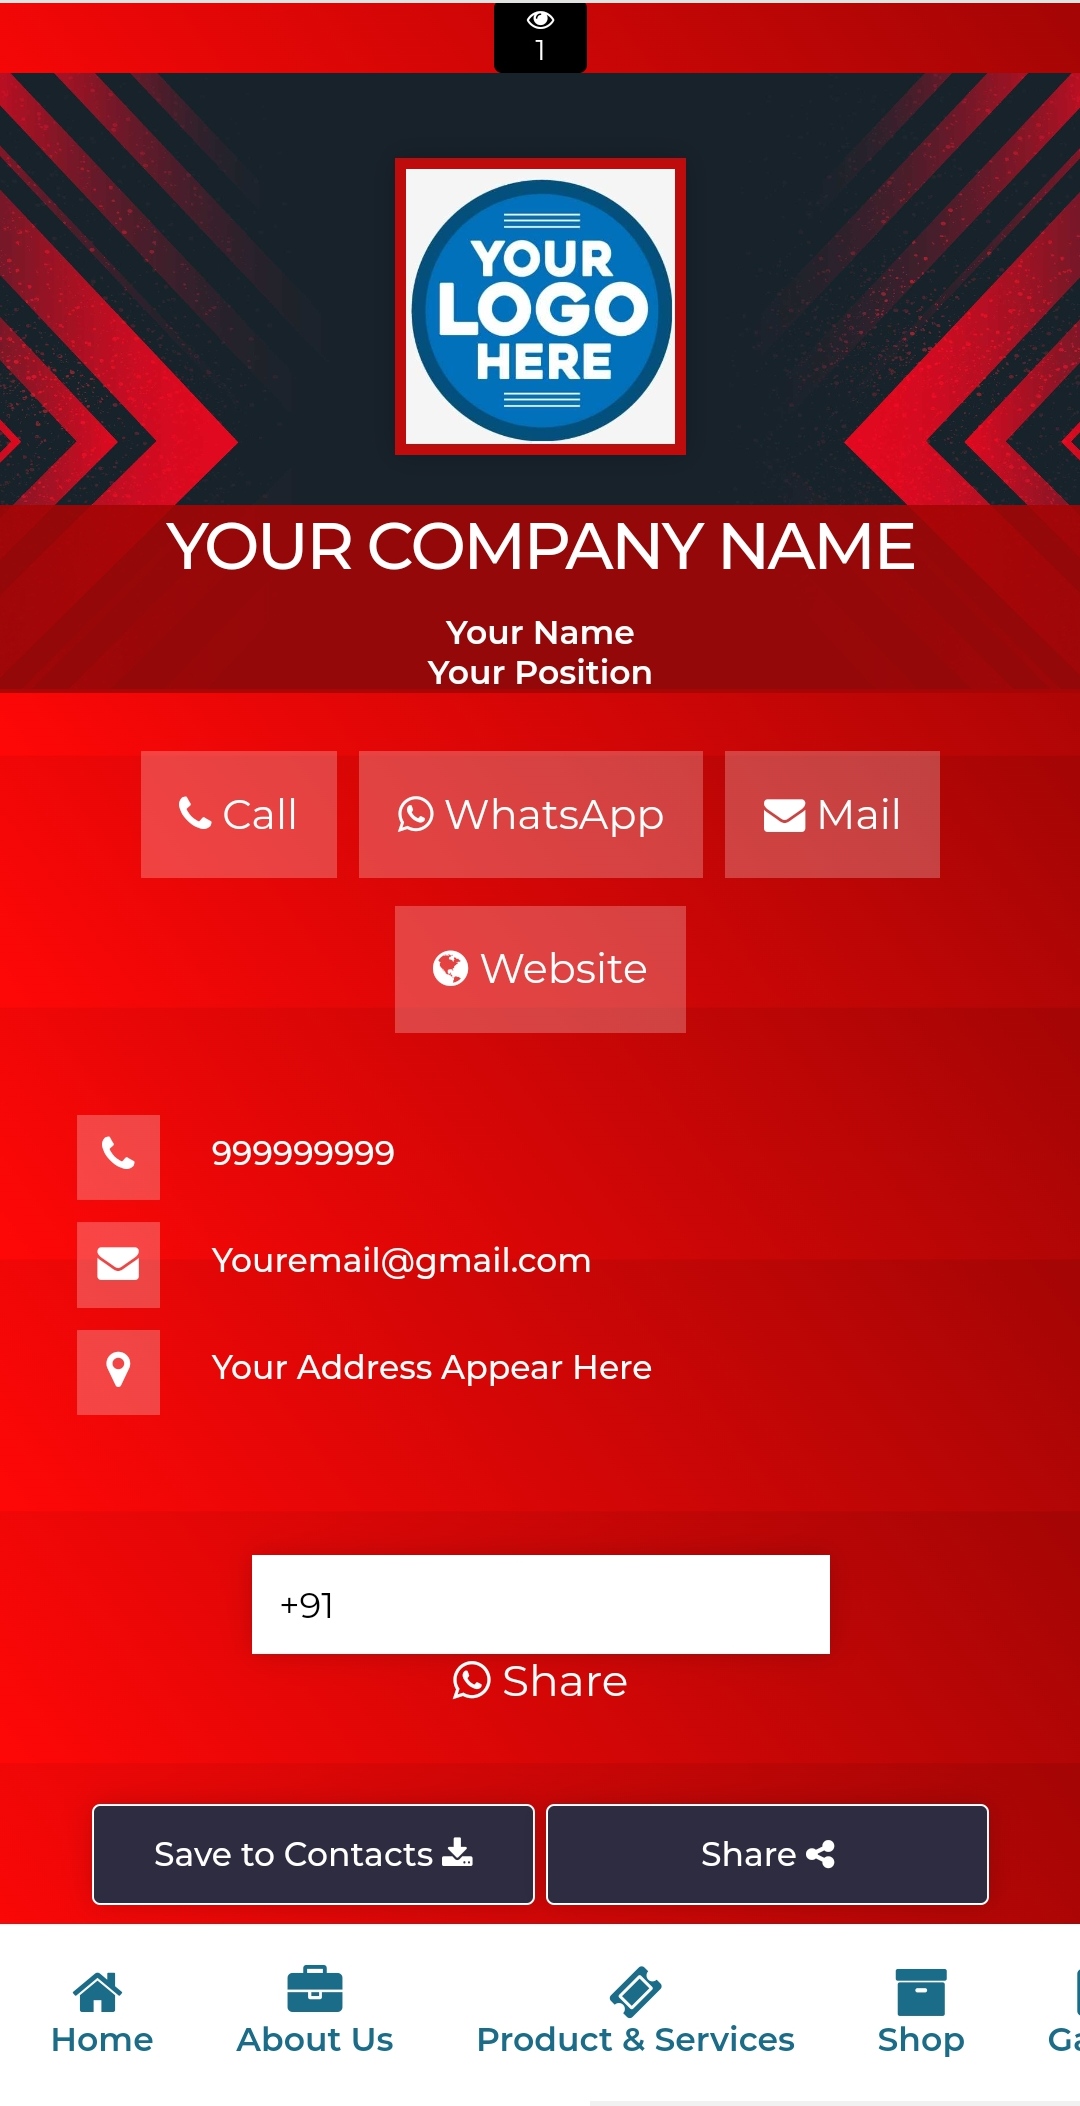 1
YOUR
LOGO
HERE
YOUR COMPANY NAME
Your Name
Your Position
Call
WhatsApp
Mail
Website
999999999
Youremail@gmail.com
Your Address Appear Here
+91
Share
Save to Contacts
Share
Home
About Us
Product & Services
Shop